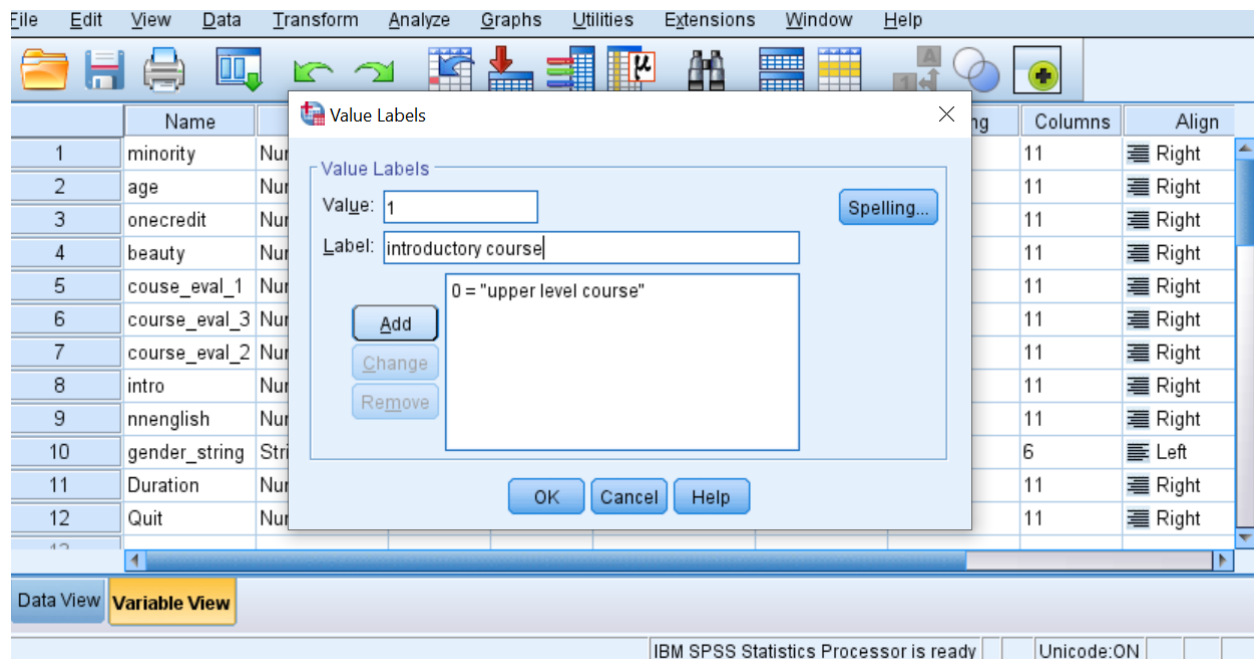 File Edit View Data Transform Analyze Graphs Utilities Extensions Window Help
Value Labels
Name Nur ng Columns Align
1 minority Nur 11 Right
2 age Nur 11 Right
3 onecredit Nur 11 Right
4 beauty Nur 11 Right
5 couse_eval_1 Nur 11 Right
6 course_eval_3 Nur 11 Right
7 course_eval_2 Nur 11 Right
8 intro Nur 11 Right
9 nnenglish Nur 11 Right
10 gender_string Stri 6 Left
11 Duration Nur 11 Right
12 Quit Nur 11 Right
Value Labels
Value: 1
Spelling...
Label: introductory course
0 = "upper level course"
Add
Change
Remove
OK Cancel Help
Data View Variable View
IBM SPSS Statistics Processor is ready Unicode:ON